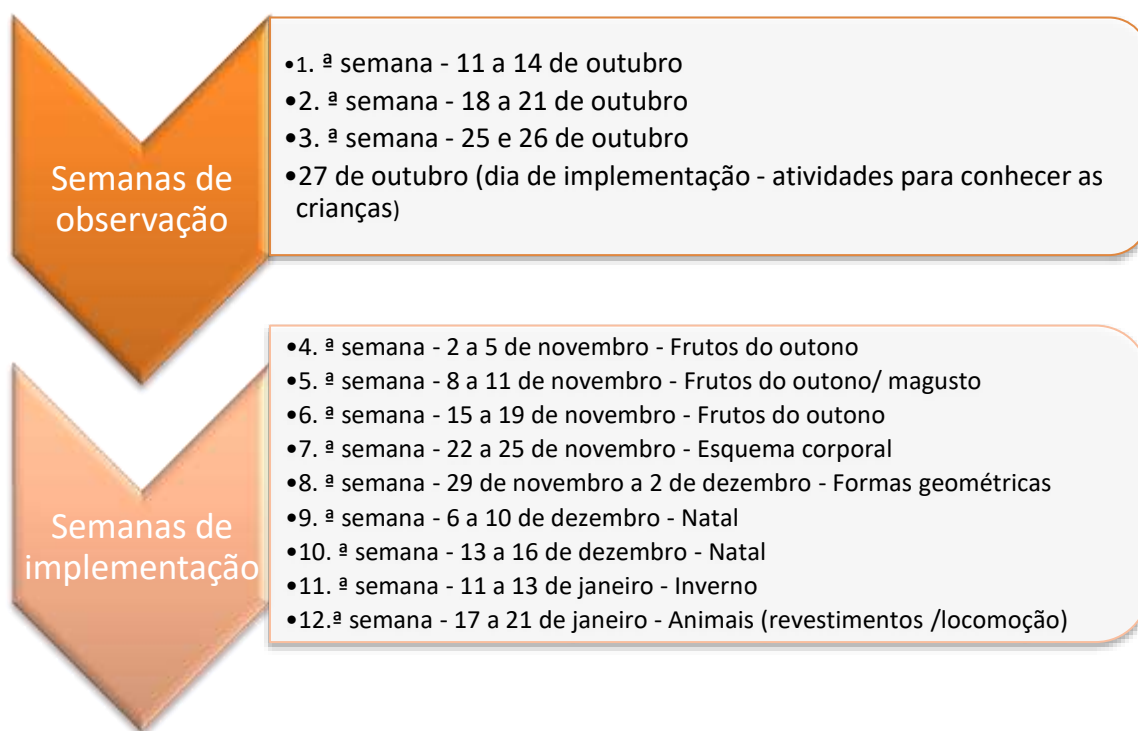 Semanas de
observação
•1. ª semana - 11 a 14 de outubro
•2. ª semana - 18 a 21 de outubro
•3. ª semana - 25 e 26 de outubro
•27 de outubro (dia de implementação - atividades para conhecer as
crianças)
Semanas de
implementação
•4. ª semana - 2 a 5 de novembro - Frutos do outono
•5. ª semana - 8 a 11 de novembro - Frutos do outono/ magusto
•6. ª semana - 15 a 19 de novembro - Frutos do outono
•7. ª semana - 22 a 25 de novembro - Esquema corporal
•8. ª semana - 29 de novembro a 2 de dezembro - Formas geométricas
•9. ª semana - 6 a 10 de dezembro - Natal
•10. ª semana - 13 a 16 de dezembro - Natal
•11. ª semana - 11 a 13 de janeiro - Inverno
•12.ª semana - 17 a 21 de janeiro - Animais (revestimentos /locomoção)